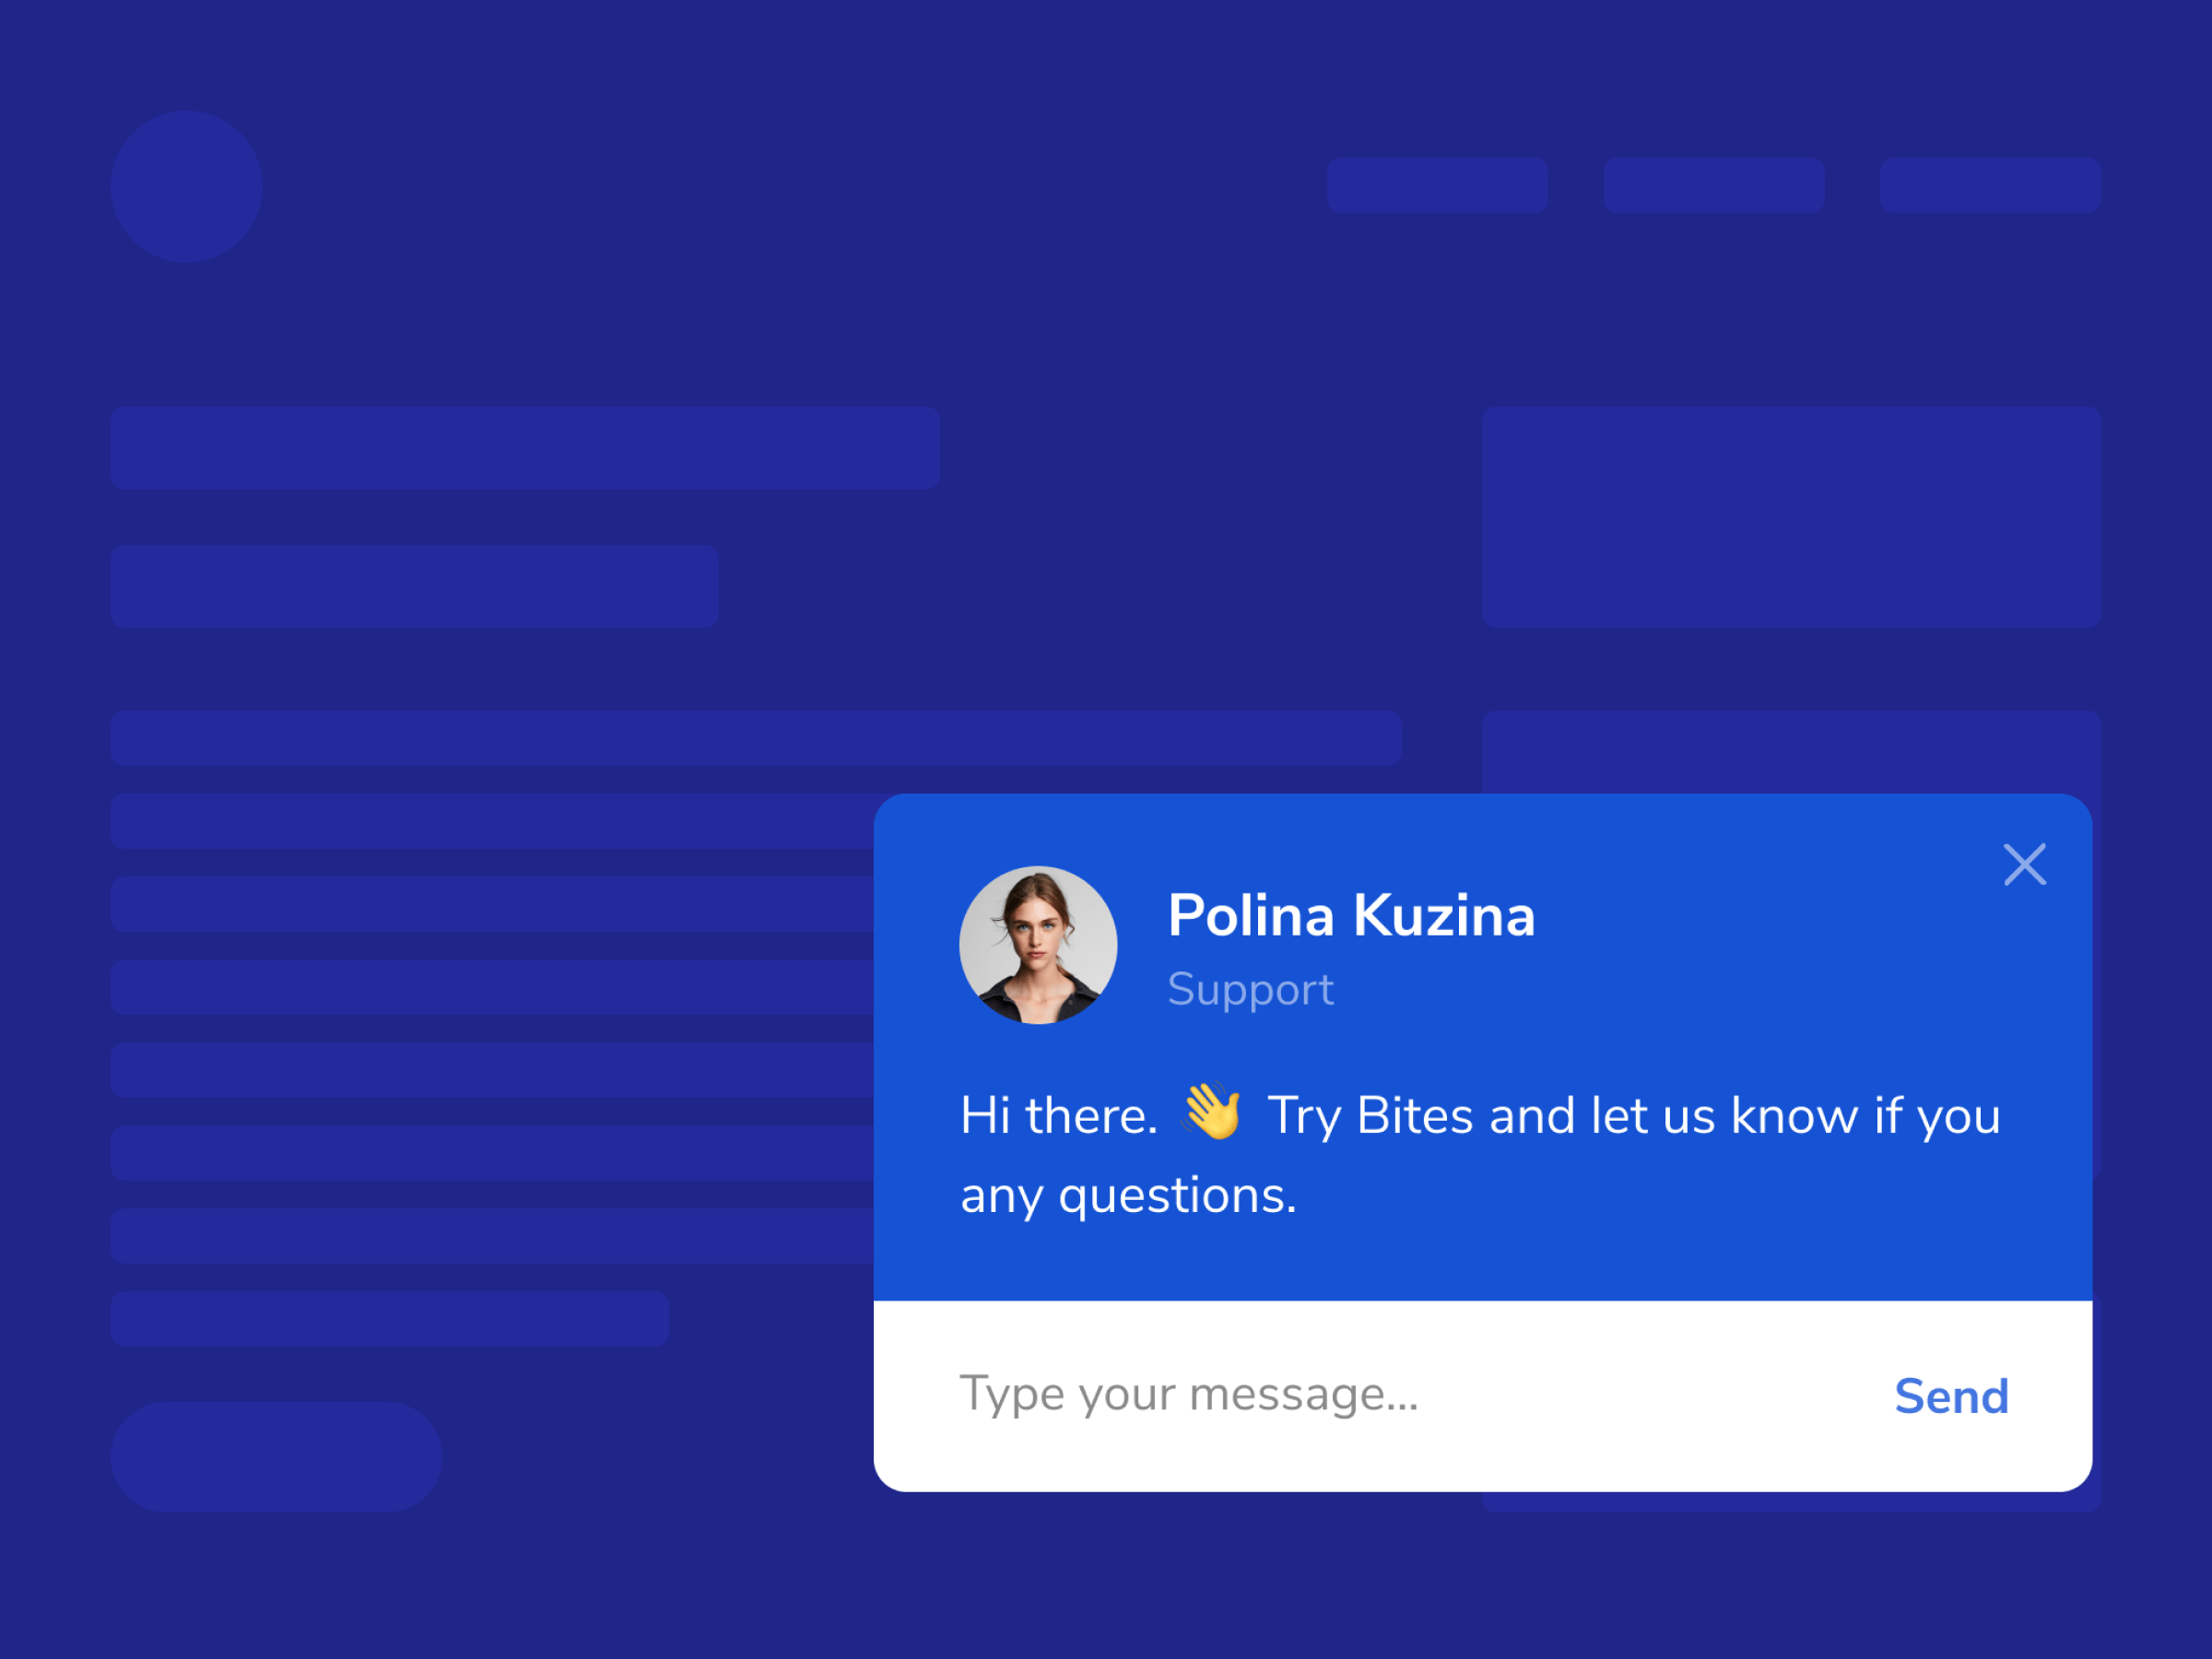 Polina Kuzina
Support
Hi there. 👋 Try Bites and let us know if you
any questions.
Type your message...
Send